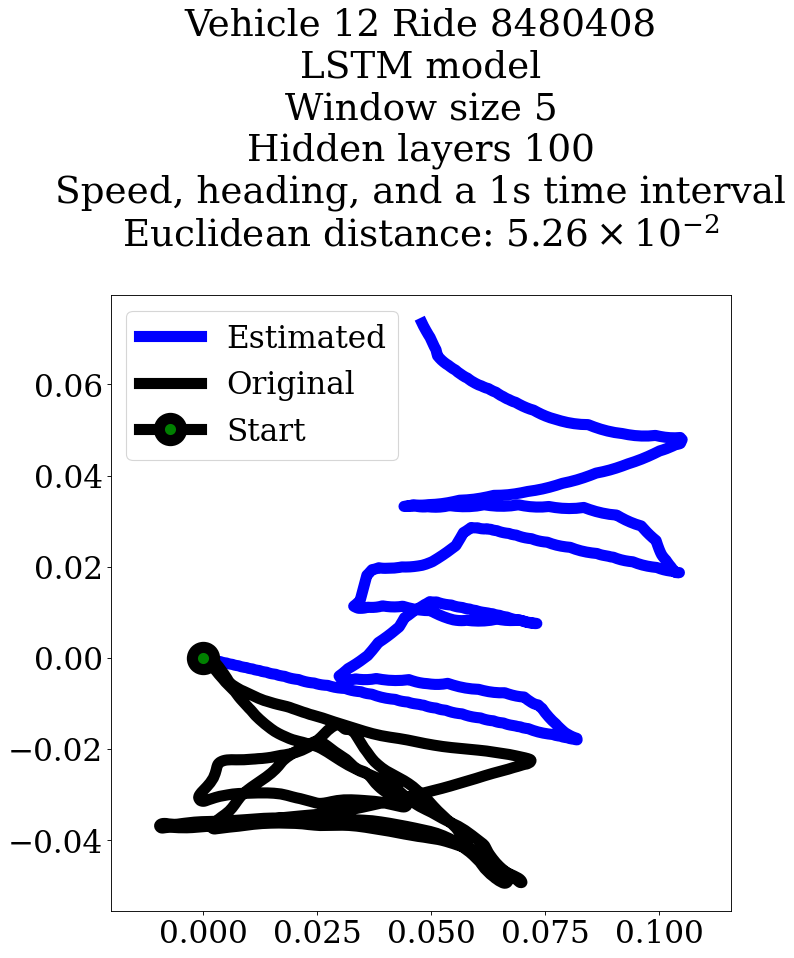 Vehicle 12 Ride 8480408
LSTM model
Window size 5
Hidden layers 100
Speed, heading, and a 1s time interval
Euclidean distance: 5.26 × 10⁻²
Estimated
Original
Start
0.06
0.04
0.02
0.00
−0.02
−0.04
0.000 0.025 0.050 0.075 0.100